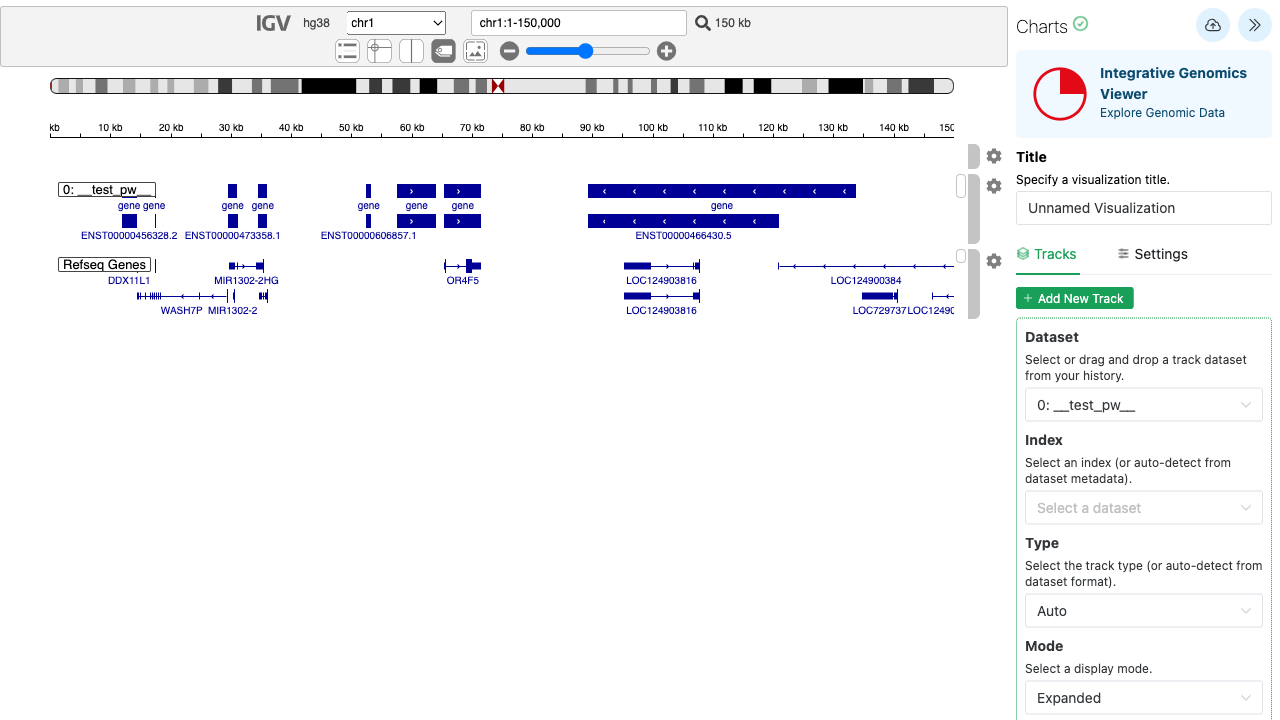 IGV hg38 chr1 chr1:1-150,000 150 kb
kb 10 kb 20 kb 30 kb 40 kb 50 kb 60 kb 70 kb 80 kb 90 kb 100 kb 110 kb 120 kb 130 kb 140 kb 150
0: __test_pw__
gene gene gene gene gene gene gene gene
ENST00000456328.2 ENST00000473358.1 ENST00000606857.1 ENST00000466430.5
Refseq Genes
DDX11L1 MIR1302-2HG OR4F5 LOC124903816 LOC124900384
WASH7P MIR1302-2 LOC124903816 LOC729737 LOC12490
Charts
Integrative Genomics
Viewer
Explore Genomic Data
Title
Specify a visualization title.
Unnamed Visualization
Tracks Settings
+ Add New Track
Dataset
Select or drag and drop a track dataset
from your history.
0: __test_pw__
Index
Select an index (or auto-detect from
dataset metadata).
Select a dataset
Type
Select the track type (or auto-detect from
dataset format).
Auto
Mode
Select a display mode.
Expanded